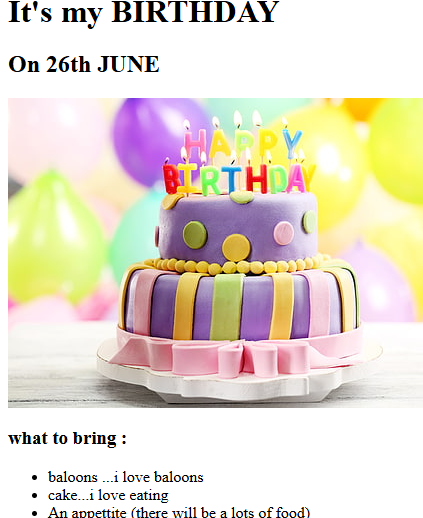 It's my BIRTHDAY
On 26th JUNE
HAPPY
BIRTHDAY
what to bring :
baloons ...i love baloons
cake...i love eating
An appettite (there will be a lots of food)